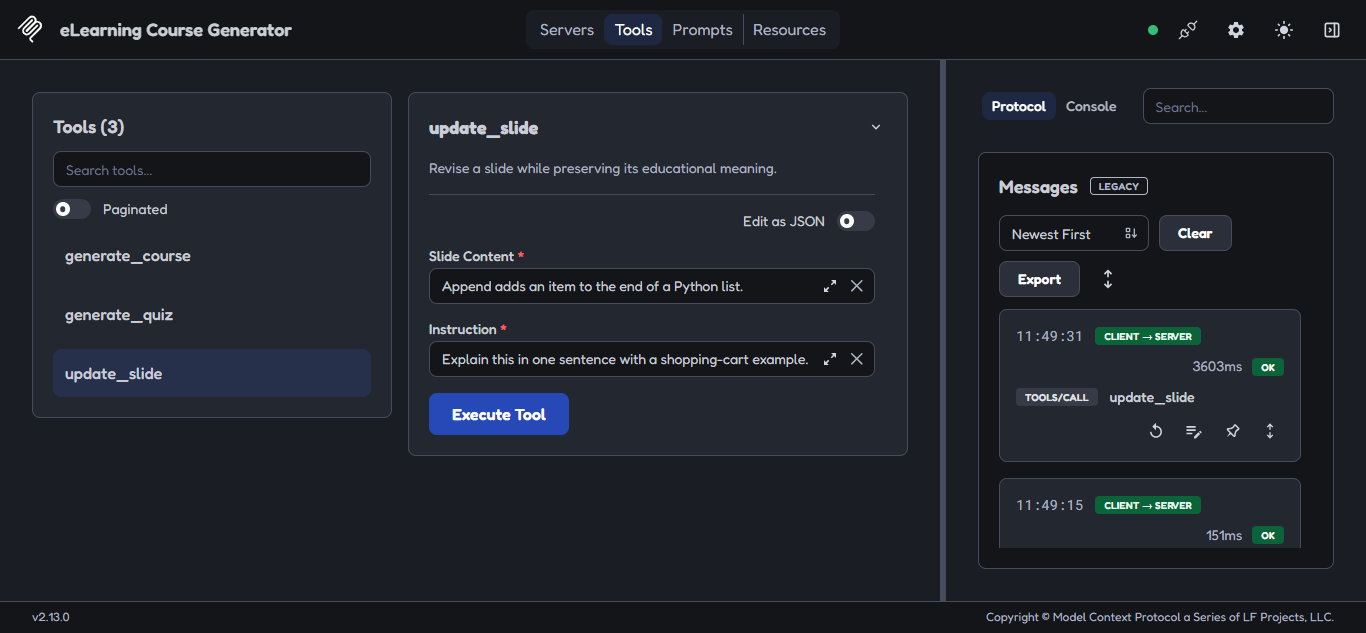 eLearning Course Generator
Servers Tools Prompts Resources
Tools (3)
Search tools...
Paginated
generate_course
generate_quiz
update_slide
update_slide
Revise a slide while preserving its educational meaning.
Edit as JSON
Slide Content *
Append adds an item to the end of a Python list.
Instruction *
Explain this in one sentence with a shopping-cart example.
Execute Tool
Protocol Console Search...
Messages LEGACY
Newest First Clear
Export
11:49:31 CLIENT → SERVER
3603ms OK
TOOLS/CALL update_slide
11:49:15 CLIENT → SERVER
151ms OK
v2.13.0
Copyright © Model Context Protocol a Series of LF Projects, LLC.